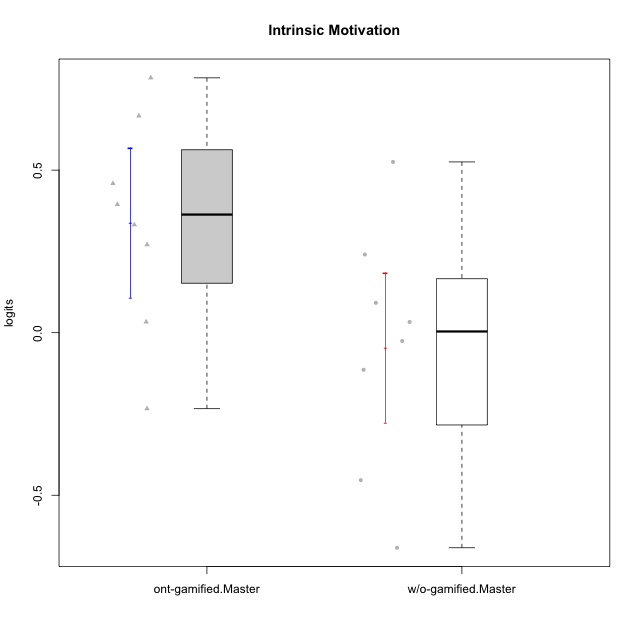 Intrinsic Motivation
logits
0.5
0.0
-0.5
ont-gamified.Master
w/o-gamified.Master